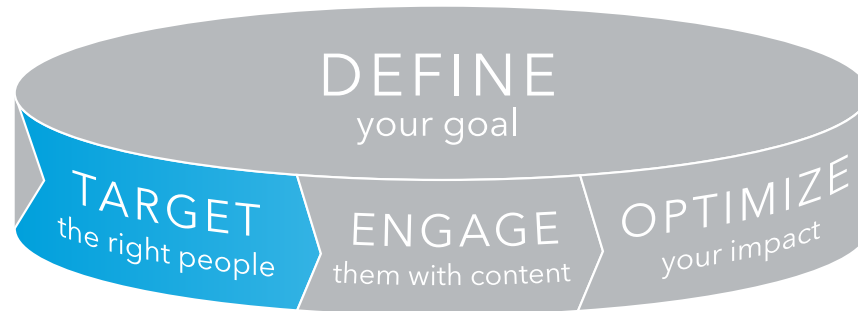 DEFINE
your goal
TARGET
the right people
ENGAGE
them with content
OPTIMIZE
your impact